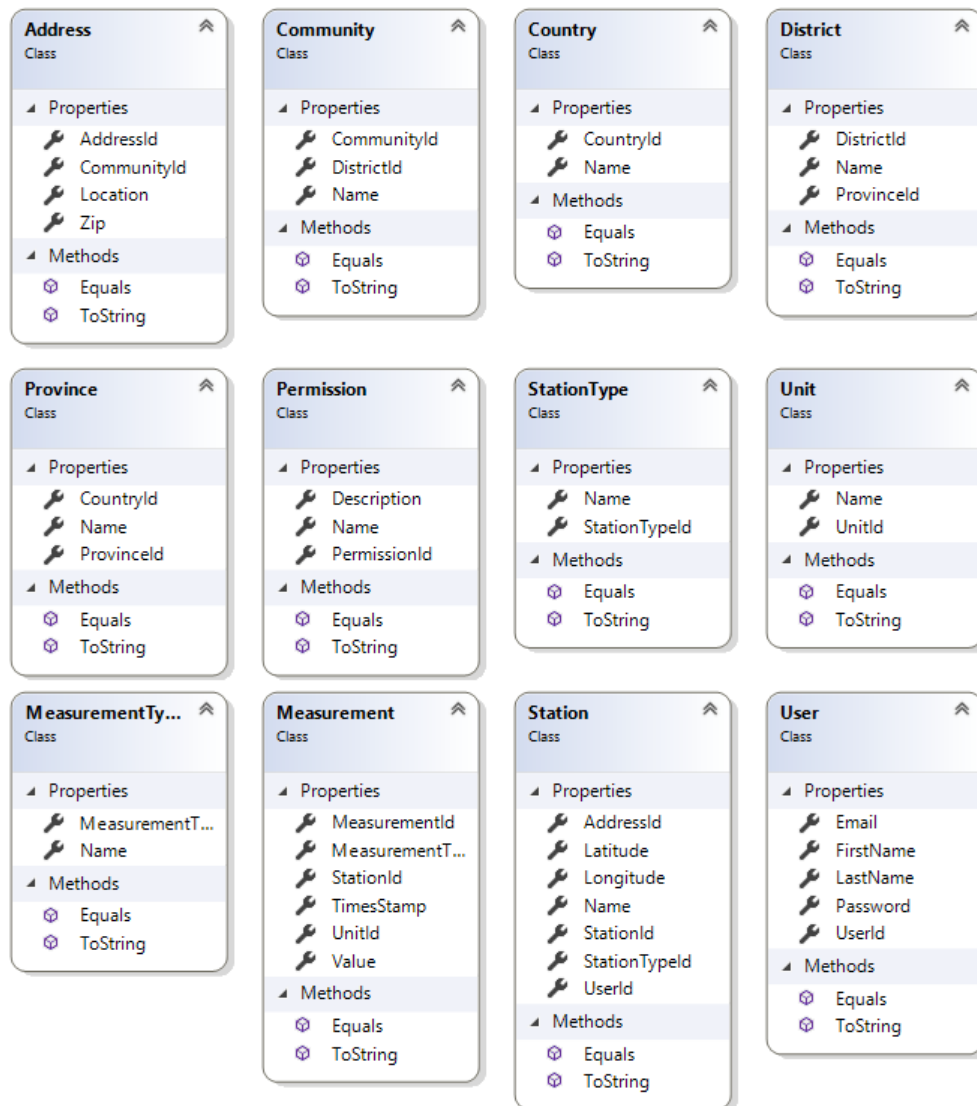 Address
Class
Properties
AddressId
CommunityId
Location
Zip
Methods
Equals
ToString
Community
Class
Properties
CommunityId
DistrictId
Name
Methods
Equals
ToString
Country
Class
Properties
CountryId
Name
Methods
Equals
ToString
District
Class
Properties
DistrictId
Name
ProvinceId
Methods
Equals
ToString
Province
Class
Properties
CountryId
Name
ProvinceId
Methods
Equals
ToString
Permission
Class
Properties
Description
Name
PermissionId
Methods
Equals
ToString
StationType
Class
Properties
Name
StationTypeId
Methods
Equals
ToString
Unit
Class
Properties
Name
UnitId
Methods
Equals
ToString
MeasurementTy...
Class
Properties
MeasurementT...
Name
Methods
Equals
ToString
Measurement
Class
Properties
MeasurementId
MeasurementT...
StationId
TimesStamp
UnitId
Value
Methods
Equals
ToString
Station
Class
Properties
AddressId
Latitude
Longitude
Name
StationId
StationTypeId
UserId
Methods
Equals
ToString
User
Class
Properties
Email
FirstName
LastName
Password
UserId
Methods
Equals
ToString